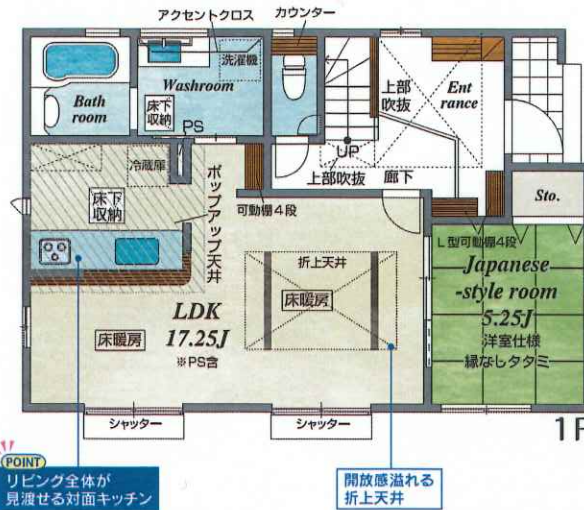 アクセントクロス
カウンター
洗濯機
Washroom
床下
収納
Bath
room
PS
上部
吹抜
Ent
rance
UP
上部吹抜
廊下
Sto.
冷蔵庫
床下
収納
ポップアップ天井
可動棚4段
L型可動棚4段
折上天井
床暖房
LDK
17.25J
※PS含
床暖房
Japanese
-style room
5.25J
洋室仕様
縁なしタタミ
シャッター
シャッター
1F
POINT
リビング全体が
見渡せる対面キッチン
開放感溢れる
折上天井